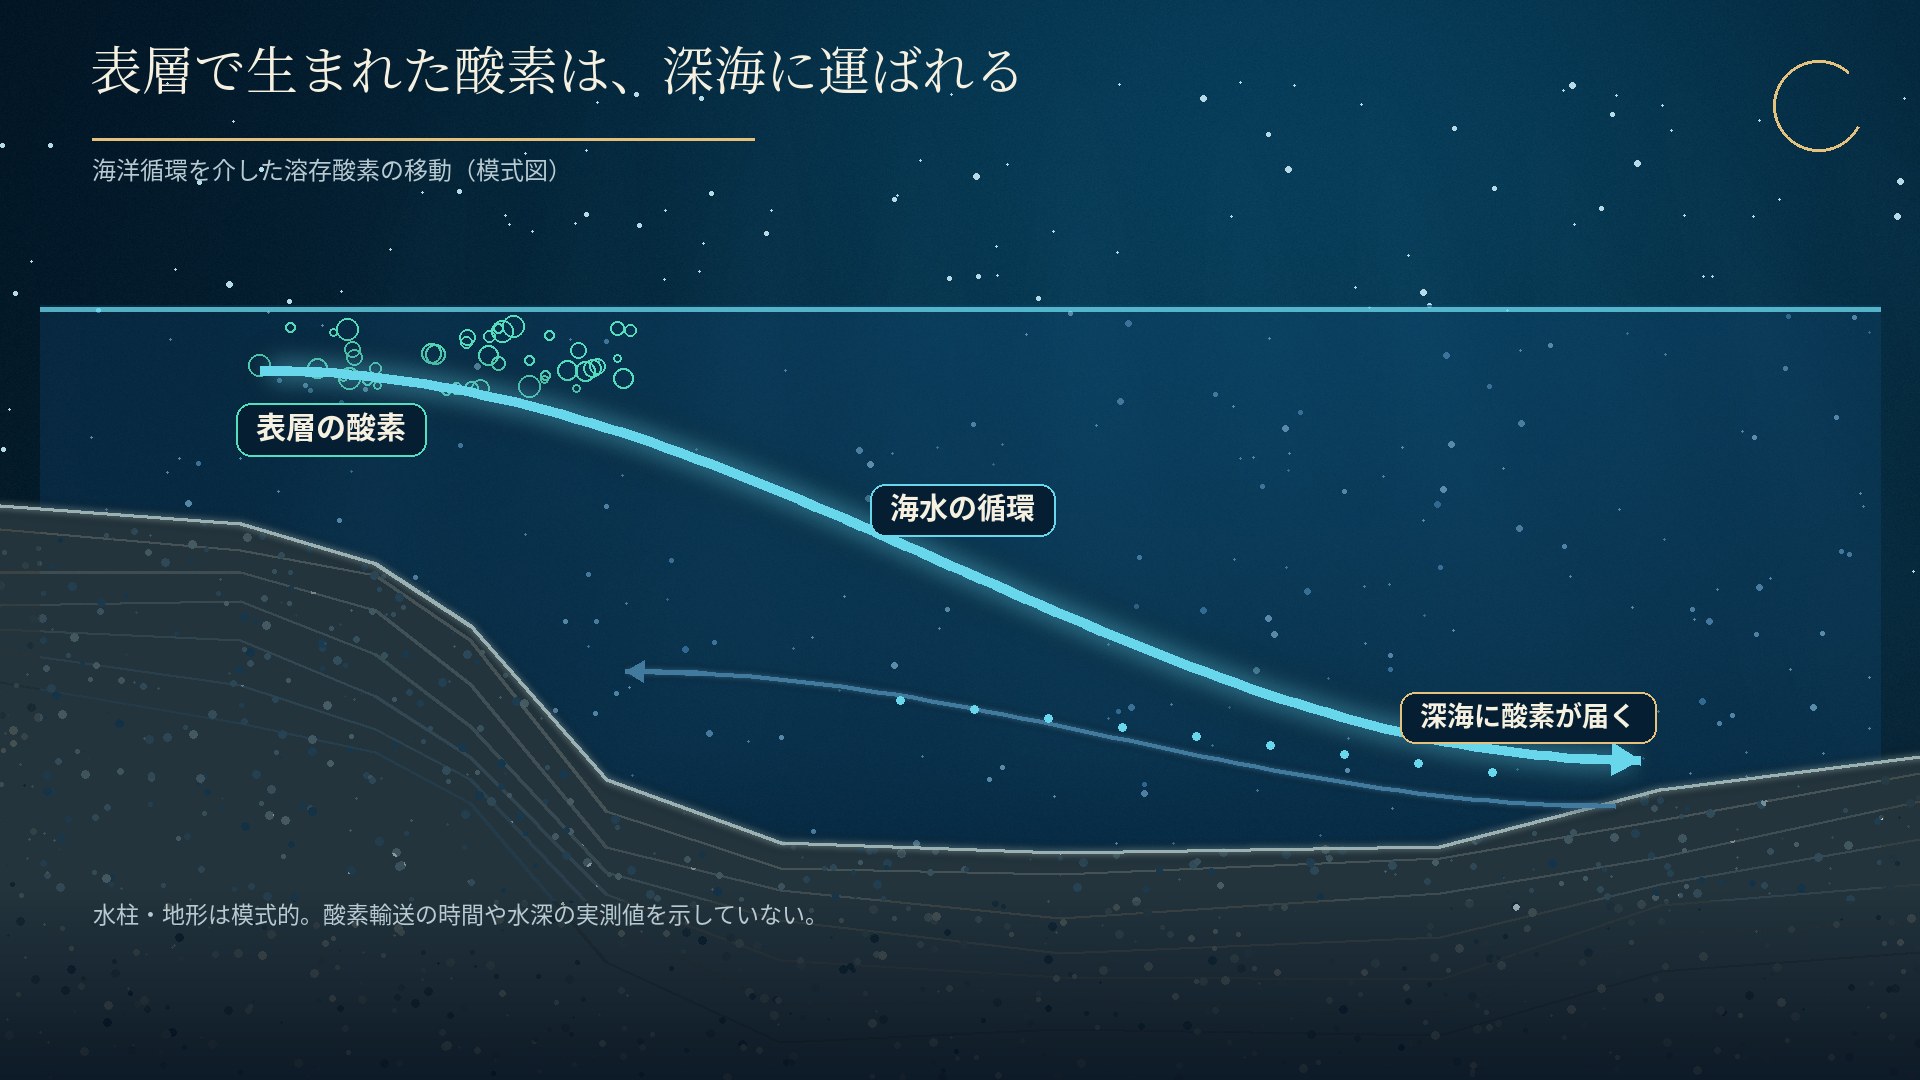 表層で生まれた酸素は、深海に運ばれる
海洋循環を介した溶存酸素の移動（模式図）
表層の酸素
海水の循環
深海に酸素が届く
水柱・地形は模式的。酸素輸送の時間や水深の実測値を示していない。